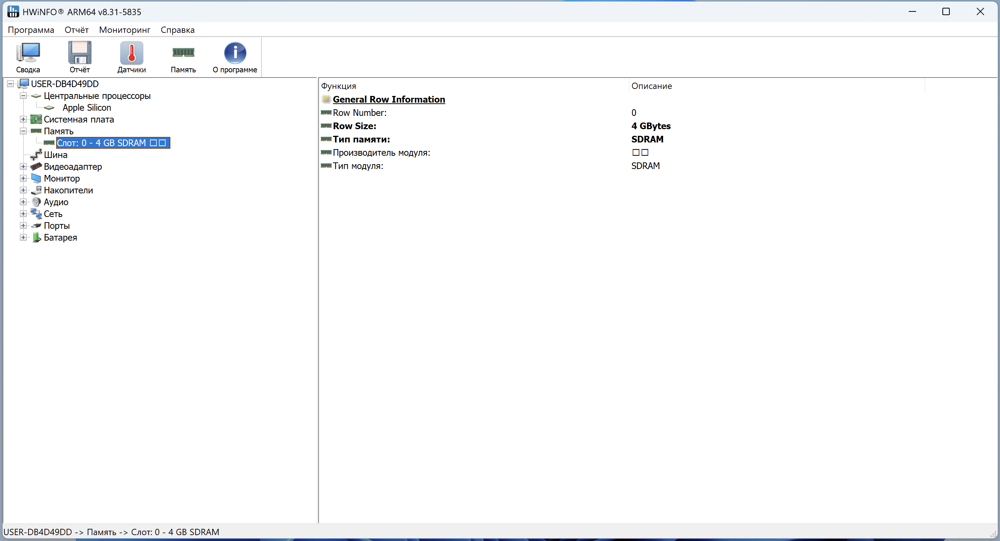 HWiNFO® ARM64 v8.31-5835
Программа Отчёт Мониторинг Справка
Сводка Отчёт Датчики Память О программе
USER-DB4D49DD
Центральные процессоры
Apple Silicon
Системная плата
Память
Слот: 0 - 4 GB SDRAM □□
Шина
Видеоадаптер
Монитор
Накопители
Аудио
Сеть
Порты
Батарея
Функция Описание
General Row Information
Row Number: 0
Row Size: 4 GBytes
Тип памяти: SDRAM
Производитель модуля: □□
Тип модуля: SDRAM
USER-DB4D49DD -> Память -> Слот: 0 - 4 GB SDRAM